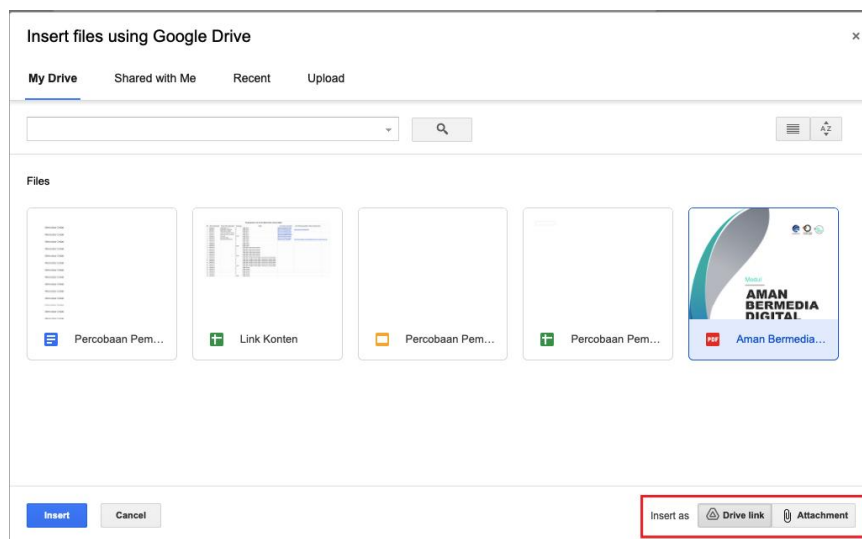 Insert files using Google Drive
×
My Drive Shared with Me Recent Upload
AZ
Files
Modul
AMAN
BERMEDIA
DIGITAL
Percobaan Pem...
Link Konten
Percobaan Pem...
Percobaan Pem...
PDF Aman Bermedia...
Insert Cancel Insert as Drive link Attachment